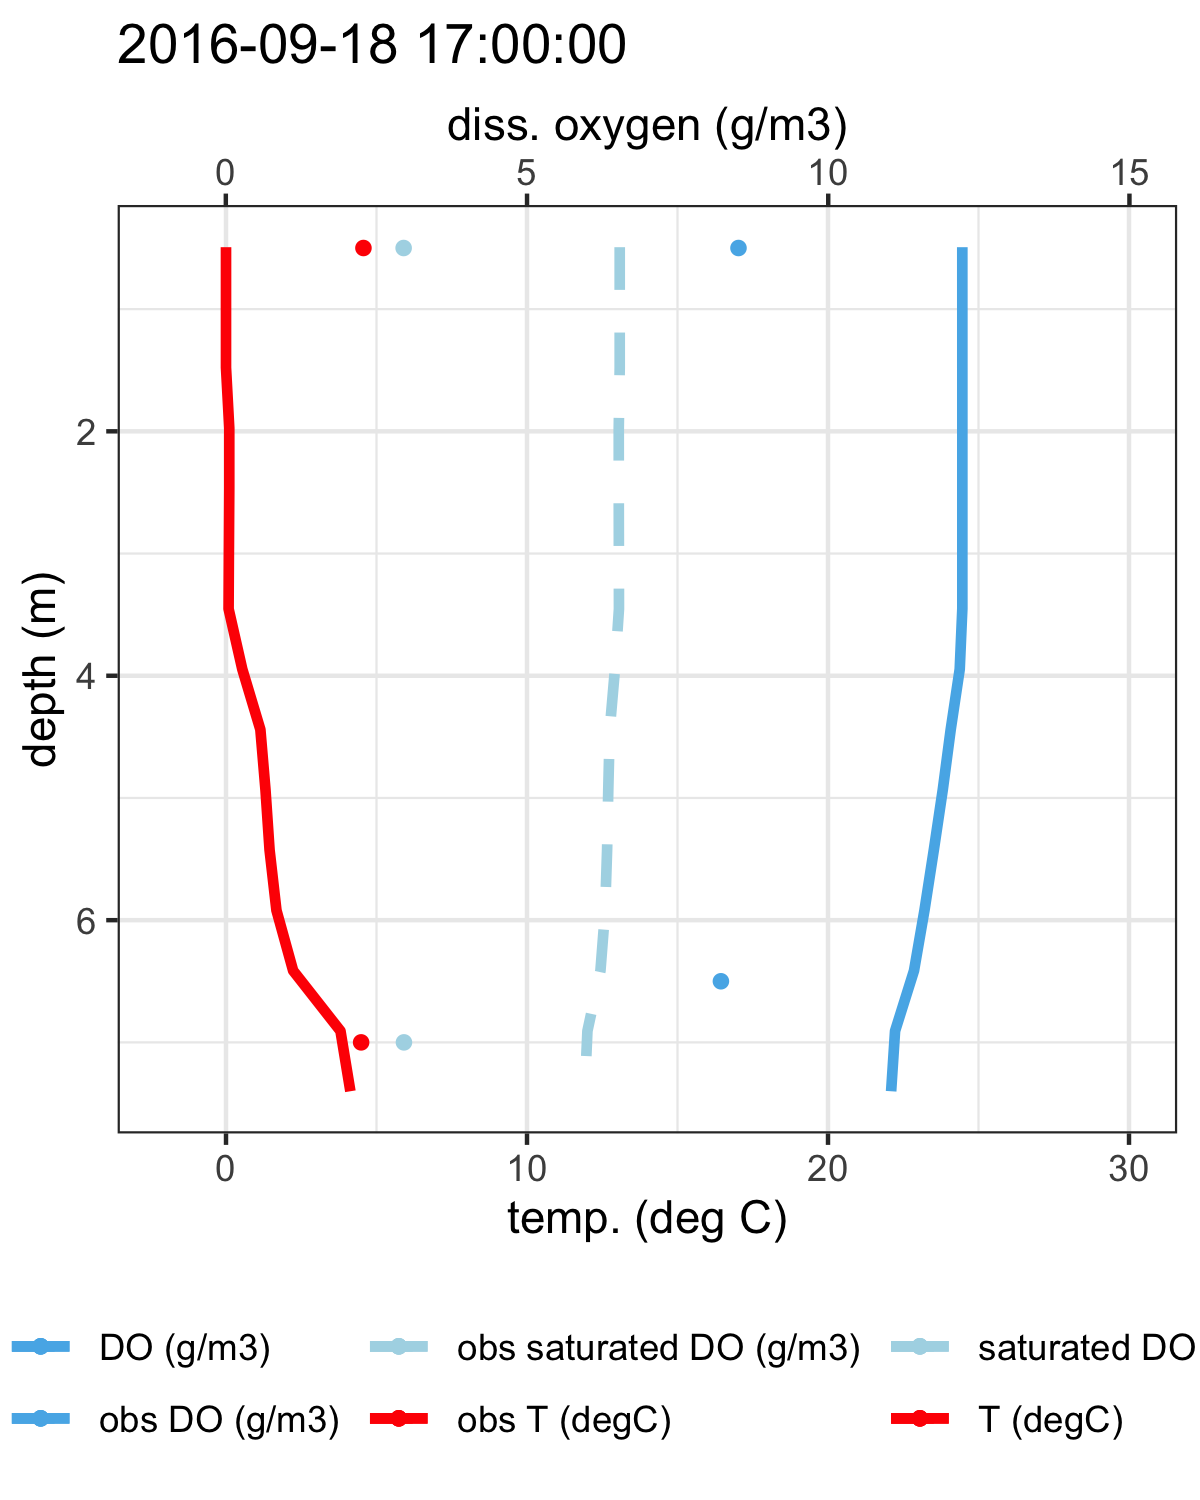 2016-09-18 17:00:00
diss. oxygen (g/m3)
0 5 10 15
depth (m)
2
4
6
0 10 20 30
temp. (deg C)
DO (g/m3) obs saturated DO (g/m3) saturated DO
obs DO (g/m3) obs T (degC) T (degC)